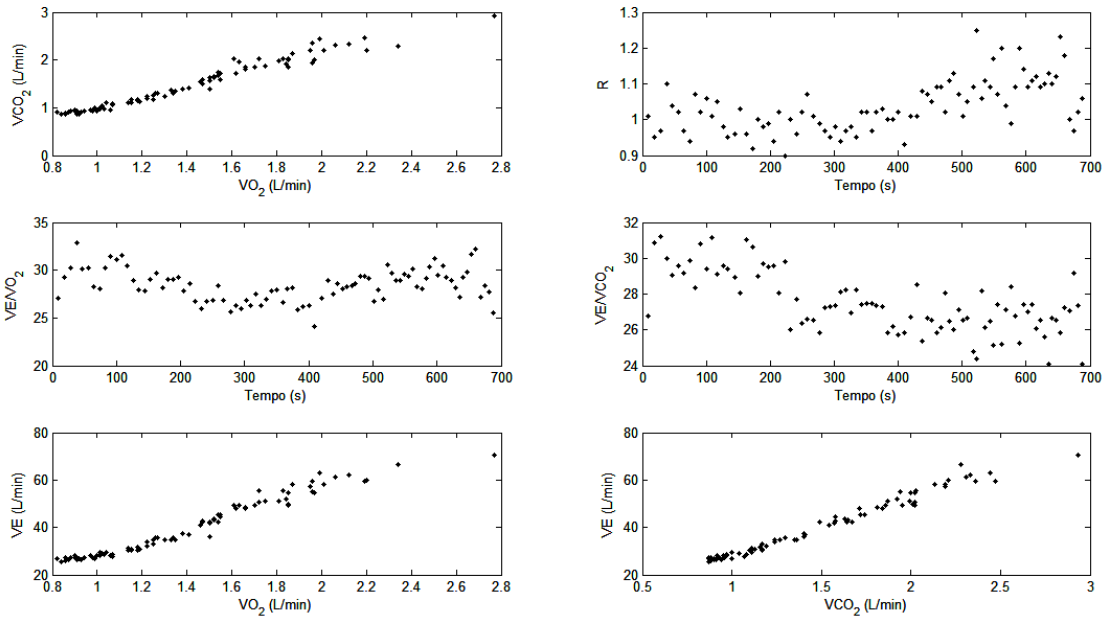 3
2
1
0
VCO2 (L/min)
0.8 1 1.2 1.4 1.6 1.8 2 2.2 2.4 2.6 2.8
VO2 (L/min)
1.3
1.2
1.1
1
0.9
R
0 100 200 300 400 500 600 700
Tempo (s)
35
30
25
20
VE/VO2
0 100 200 300 400 500 600 700
Tempo (s)
32
30
28
26
24
VE/VCO2
0 100 200 300 400 500 600 700
Tempo (s)
80
60
40
20
VE (L/min)
0.8 1 1.2 1.4 1.6 1.8 2 2.2 2.4 2.6 2.8
VO2 (L/min)
80
60
40
20
VE (L/min)
0.5 1 1.5 2 2.5 3
VCO2 (L/min)